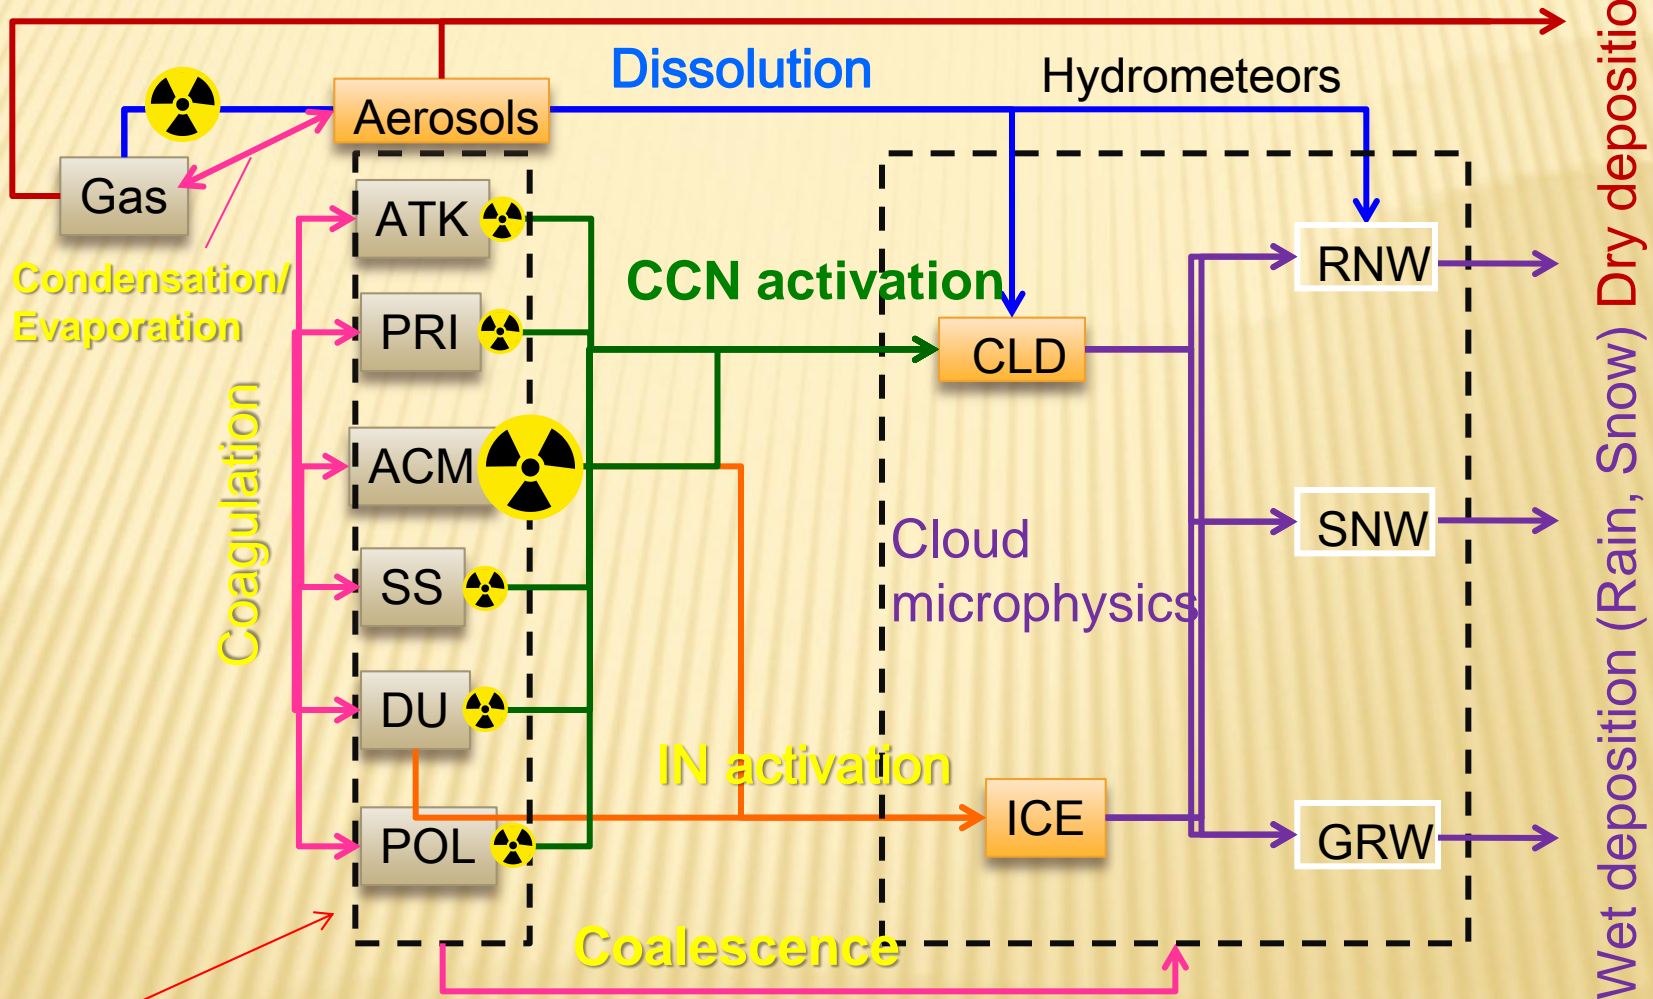 Dissolution
Hydrometeors
Aerosols
Gas
Condensation/
Evaporation
Coagulation
ATK
PRI
ACM
SS
DU
POL
CCN activation
IN activation
Coalescence
CLD
Cloud
microphysics
ICE
RNW
SNW
GRW
Dry depositio
Wet deposition (Rain, Snow)